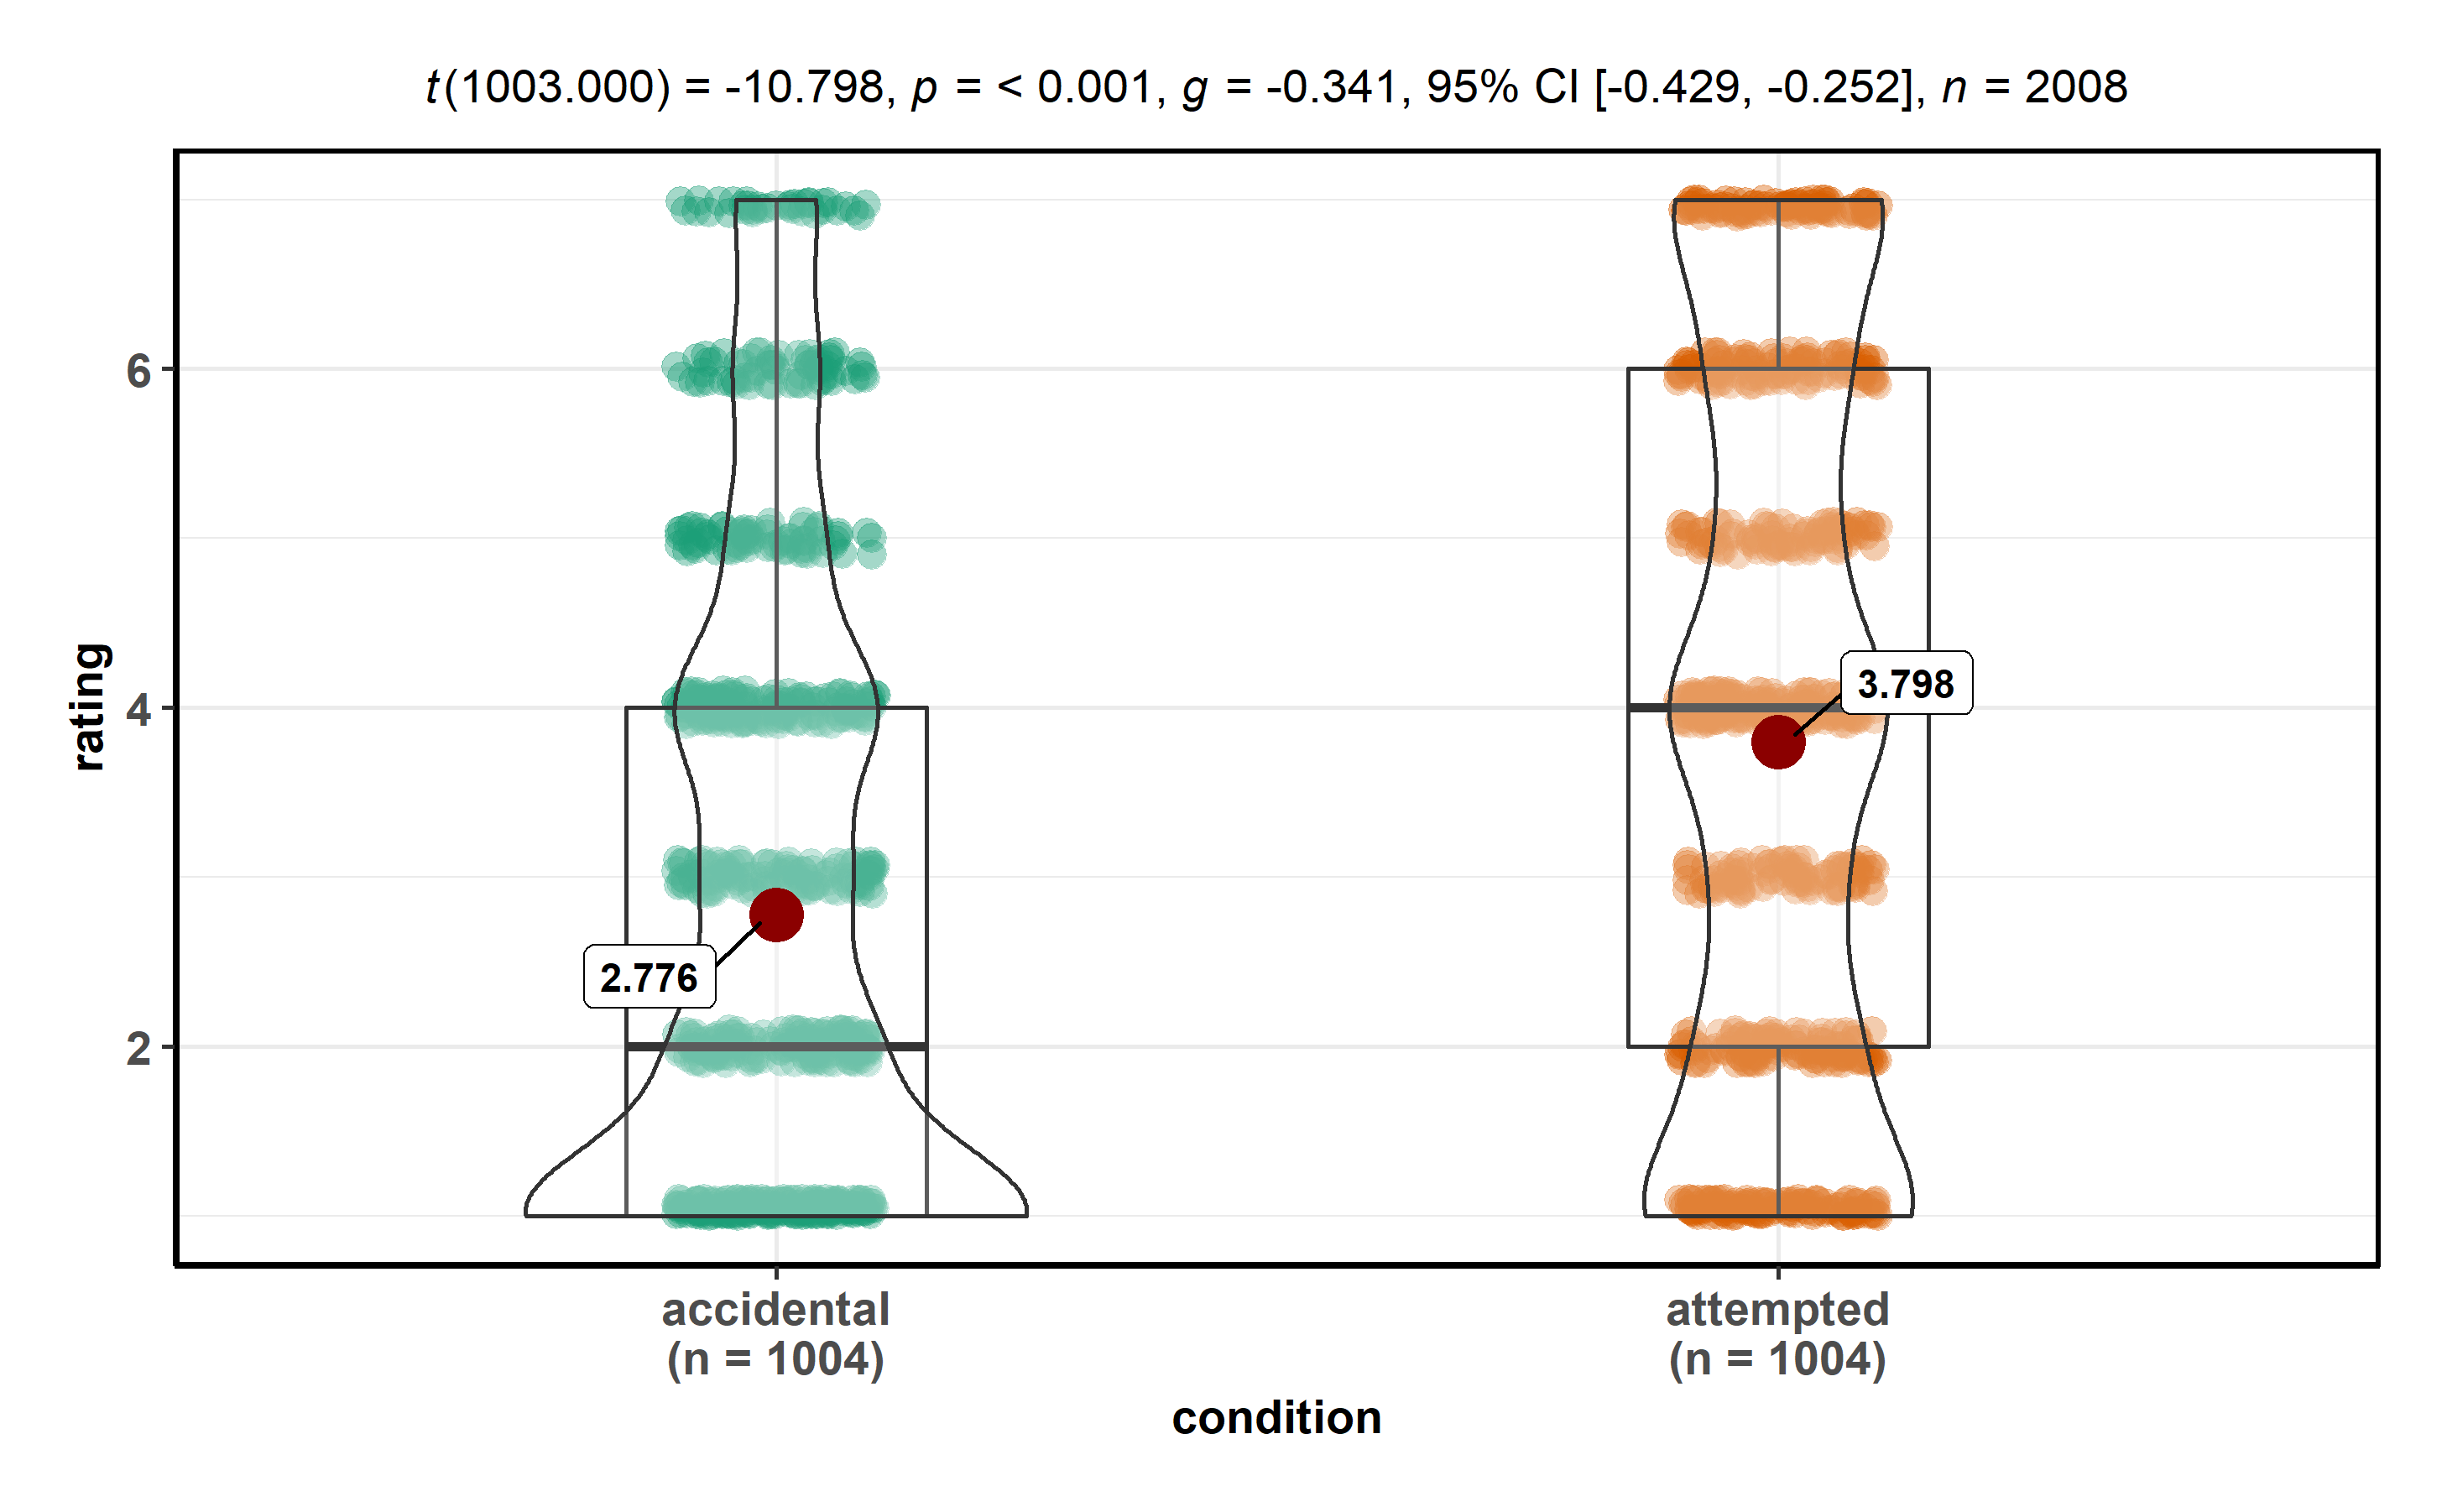 t(1003.000) = -10.798, p = < 0.001, g = -0.341, 95% CI [-0.429, -0.252], n = 2008
rating
6
4
2
3.798
2.776
accidental
(n = 1004)
attempted
(n = 1004)
condition